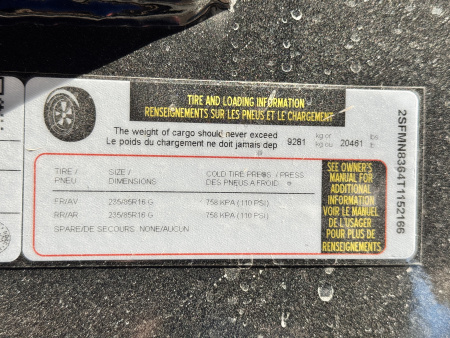 TIRE AND LOADING INFORMATION
RENSEIGNEMENTS SUR LES PNEUS ET LE CHARGEMENT
The weight of cargo should never exceed
Le poids du chargement ne doit jamais dep
9281 kg or kg ou 20461 lbs lb
TIRE / PNEU
SIZE / DIMENSIONS
COLD TIRE PRESS / PRESS DES PNEUS A FROID
FR/AV 235/85R16 G 758 KPA (110 PSI)
RR/AR 235/85R16 G 758 KPA (110 PSI)
SPARE/DE SECOURS NONE/AUCUN
SEE OWNER'S
MANUAL FOR
ADDITIONAL
INFORMATION
VOIR LE MANUEL
DE L'USAGER
POUR PLUS DE
RENSEIGNEMENTS
2SFMN8364T1152166